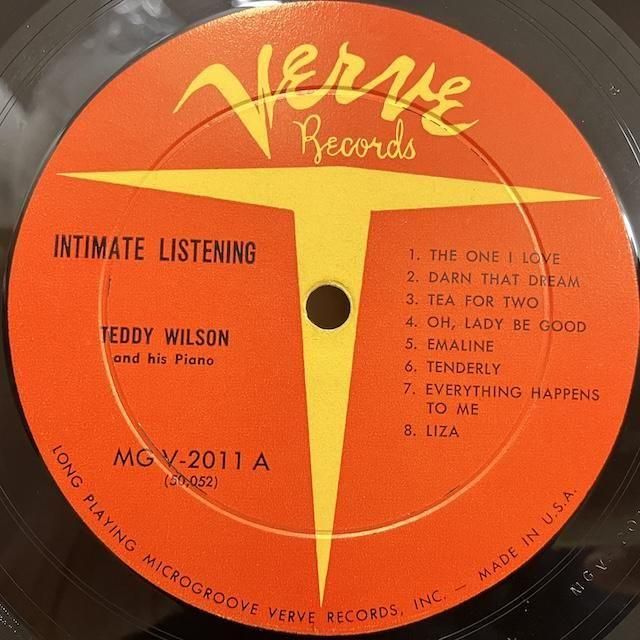 Verve
Records
INTIMATE LISTENING
TEDDY WILSON
and his Piano
MG V-2011 A
(50,052)
1. THE ONE I LOVE
2. DARN THAT DREAM
3. TEA FOR TWO
4. OH, LADY BE GOOD
5. EMALINE
6. TENDERLY
7. EVERYTHING HAPPENS
TO ME
8. LIZA
LONG PLAYING MICROGROOVE VERVE RECORDS, INC. — MADE IN U.S.A.